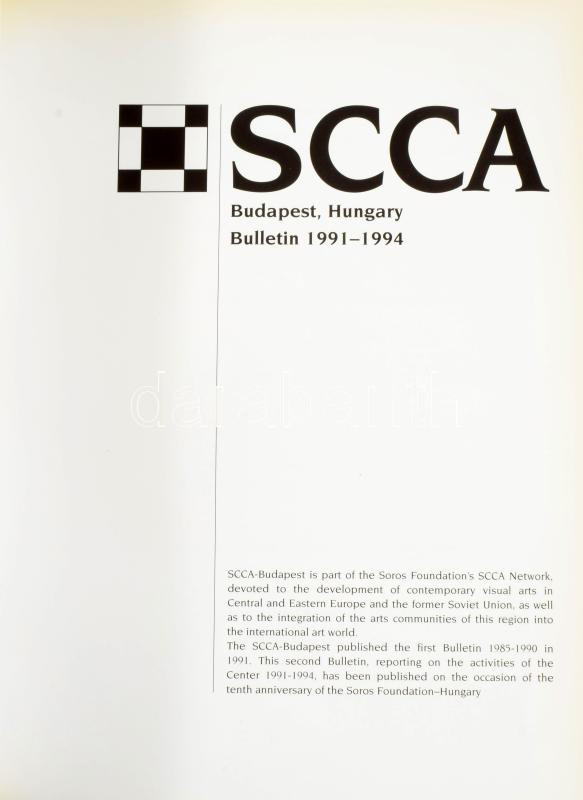 SCCA
Budapest, Hungary
Bulletin 1991–1994
darabanth
SCCA-Budapest is part of the Soros Foundation's SCCA Network,
devoted to the development of contemporary visual arts in
Central and Eastern Europe and the former Soviet Union, as well
as to the integration of the arts communities of this region into
the international art world.
The SCCA-Budapest published the first Bulletin 1985-1990 in
1991. This second Bulletin, reporting on the activities of the
Center 1991-1994, has been published on the occasion of the
tenth anniversary of the Soros Foundation–Hungary